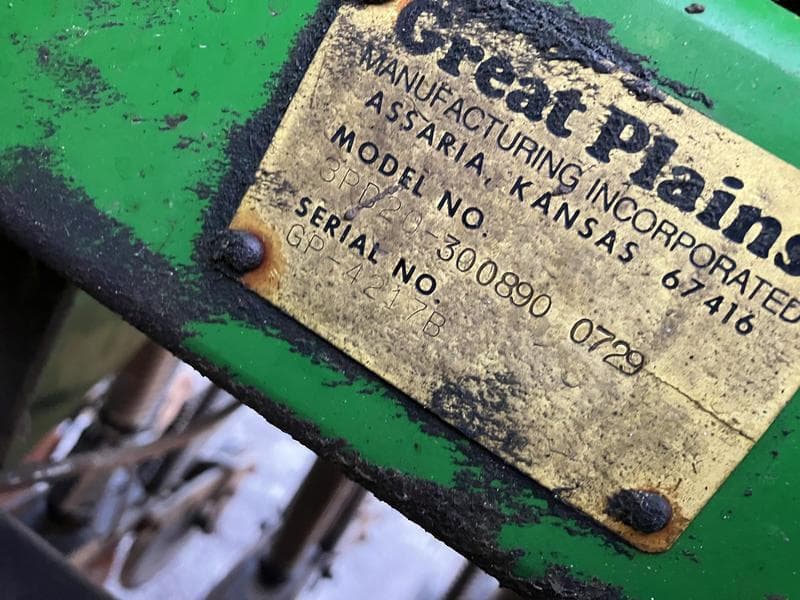 Great Plains
MANUFACTURING INCORPORATED
ASSARIA, KANSAS 67416
MODEL NO.
3PD20-300890 0729
SERIAL NO.
GP-4217B